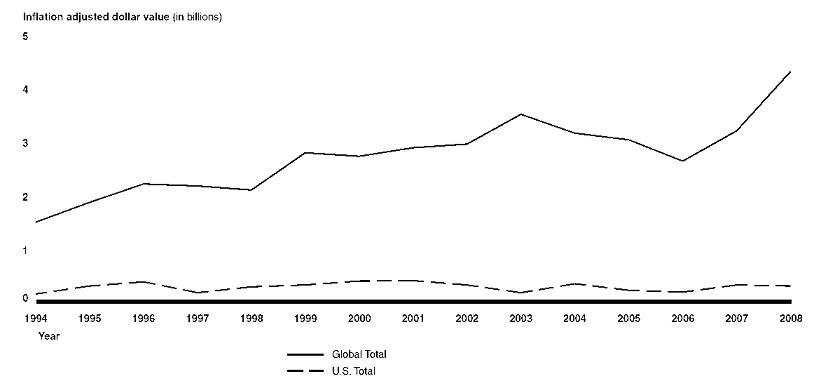 Inflation adjusted dollar value (in billions)
5
4
3
2
1
0
1994 1995 1996 1997 1998 1999 2000 2001 2002 2003 2004 2005 2006 2007 2008
Year
Global Total
U.S. Total